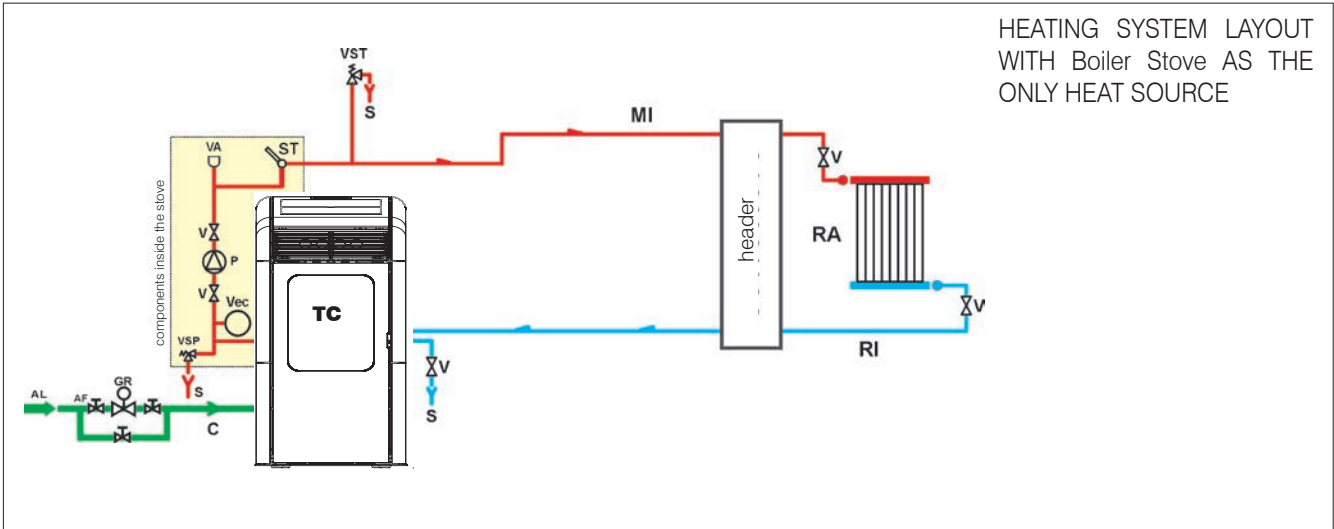 HEATING SYSTEM LAYOUT
WITH Boiler Stove AS THE
ONLY HEAT SOURCE
VST
S
MI
VA
ST
V
components inside the stove
header
RA
V
P
V
Vec
TC
V
VSP
RI
V
S
GR
AL
AF
S
C